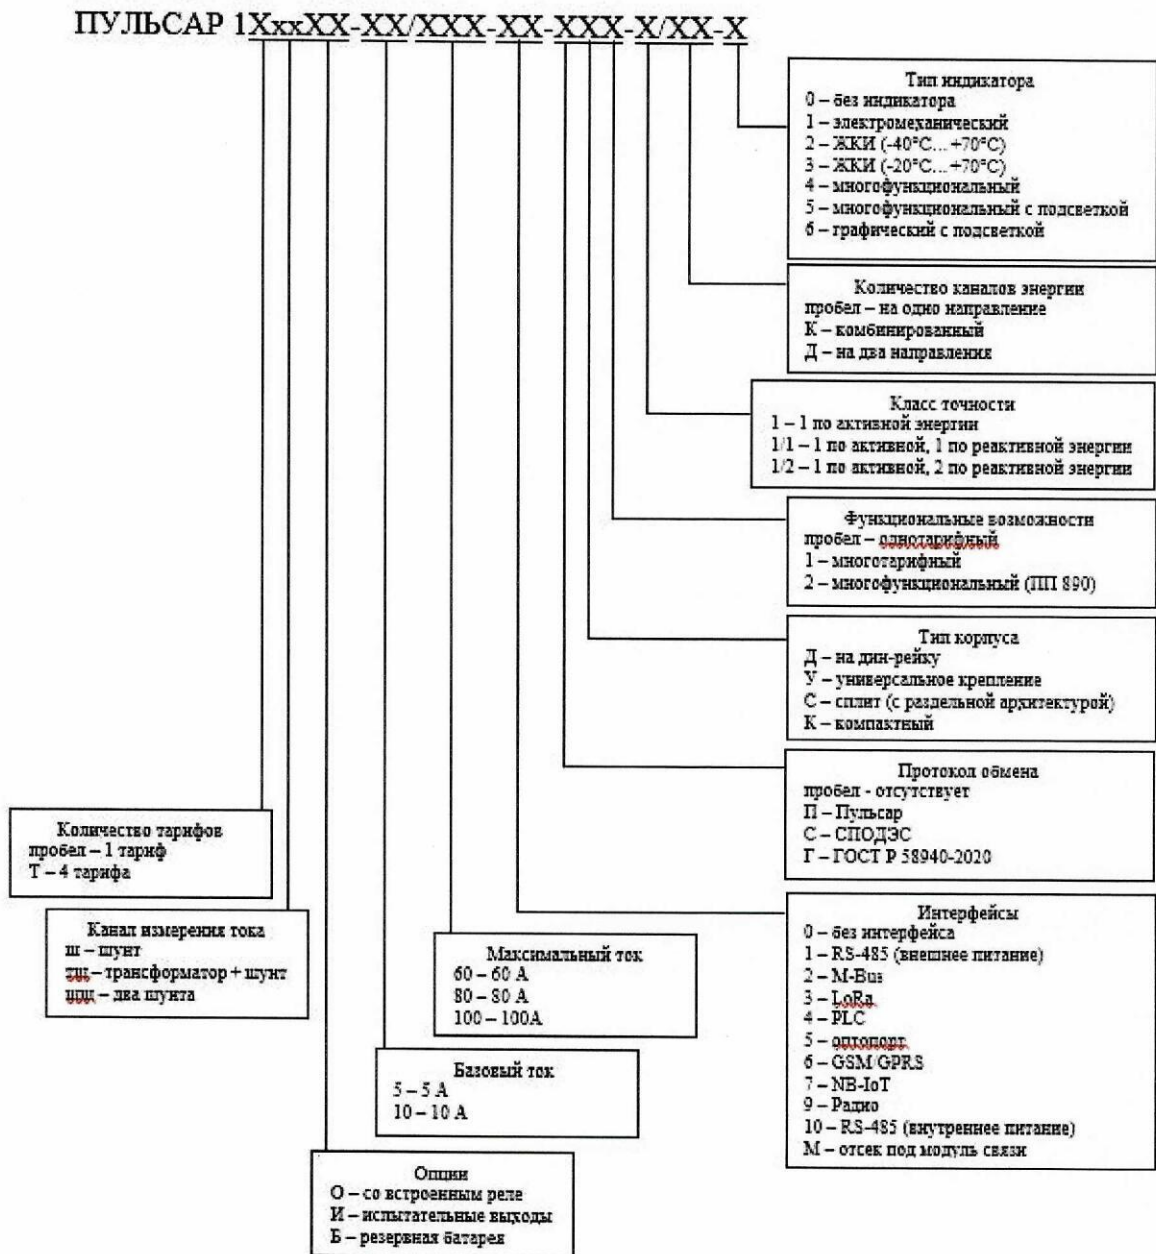 ПУЛЬСАР 1XxxXX-XX/XXX-XX-XXX-X/XX-X
Тип индикатора
0 – без индикатора
1 – электромеханический
2 – ЖКИ (-40°C… +70°C)
3 – ЖКИ (-20°C… +70°C)
4 – многофункциональный
5 – многофункциональный с подсветкой
6 – графический с подсветкой
Количество каналов энергии
пробел – на одно направление
К – комбинированный
Д – на два направления
Класс точности
1 – 1 по активной энергии
1/1 – 1 по активной, 1 по реактивной энергии
1/2 – 1 по активной, 2 по реактивной энергии
Функциональные возможности
пробел – однотарифный
1 – многотарифный
2 – многофункциональный (ПП 890)
Тип корпуса
Д – на дин-рейку
У – универсальное крепление
С – сплит (с раздельной архитектурой)
К – компактный
Протокол обмена
пробел - отсутствует
П – Пульсар
С – СПОДЭС
Г – ГОСТ Р 58940-2020
Количество тарифов
пробел – 1 тариф
Т – 4 тарифа
Канал измерения тока
ш – шунт
тш – трансформатор + шунт
шш – два шунта
Интерфейсы
0 – без интерфейса
1 – RS-485 (внешнее питание)
2 – M-Bus
3 – LoRa
4 – PLC
5 – оптопорт
6 – GSM/GPRS
7 – NB-IoT
9 – Радио
10 – RS-485 (внутреннее питание)
М – отсек под модуль связи
Максимальный ток
60 – 60 А
80 – 80 А
100 – 100А
Базовый ток
5 – 5 А
10 – 10 А
Опции
О – со встроенным реле
И – испытательные выходы
Б – резервная батарея